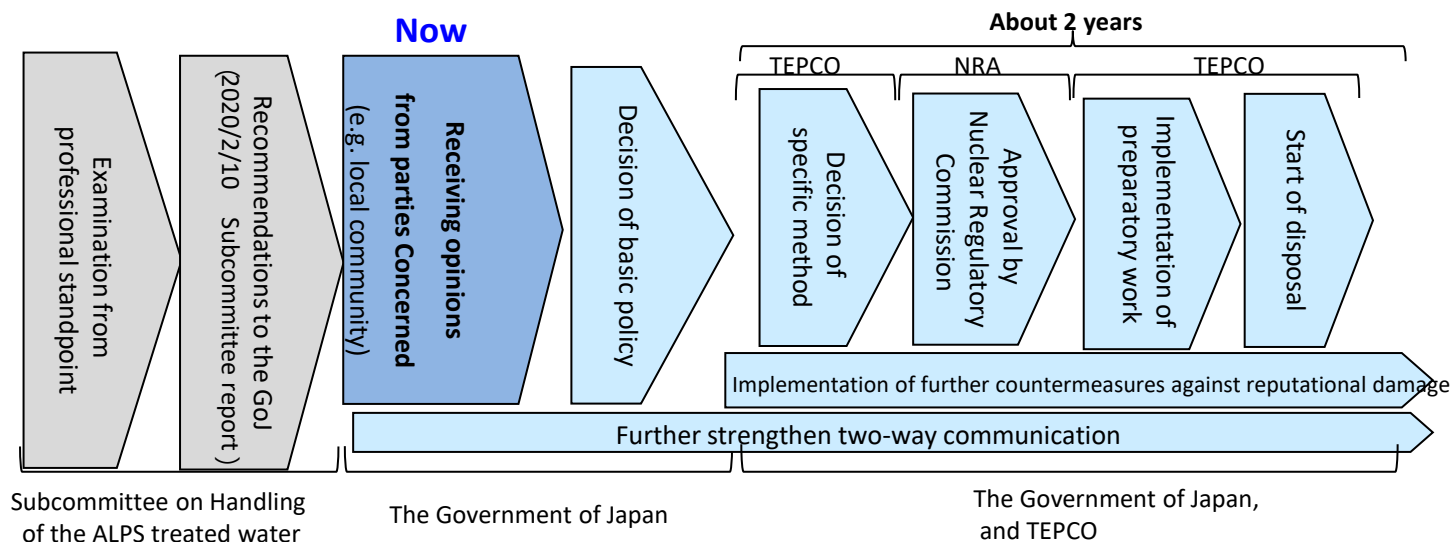 Now
About 2 years
TEPCO
NRA
TEPCO
Examination from
professional standpoint
Recommendations to the GoJ
(2020/2/10 Subcommittee report)
Receiving opinions
from parties Concerned
(e.g. local community)
Decision of basic policy
Decision of
specific method
Approval by
Nuclear Regulatory
Commission
Implementation of
preparatory work
Start of disposal
Implementation of further countermeasures against reputational damage
Further strengthen two-way communication
Subcommittee on Handling
of the ALPS treated water
The Government of Japan
The Government of Japan,
and TEPCO